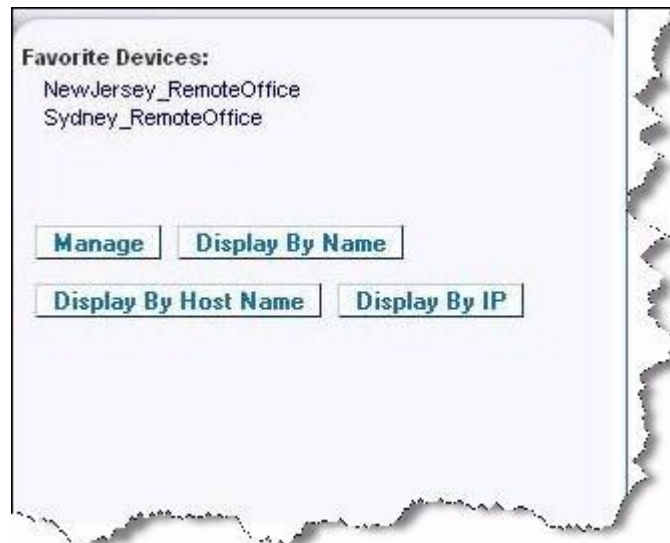 Favorite Devices:
NewJersey_RemoteOffice
Sydney_RemoteOffice
Manage Display By Name
Display By Host Name Display By IP